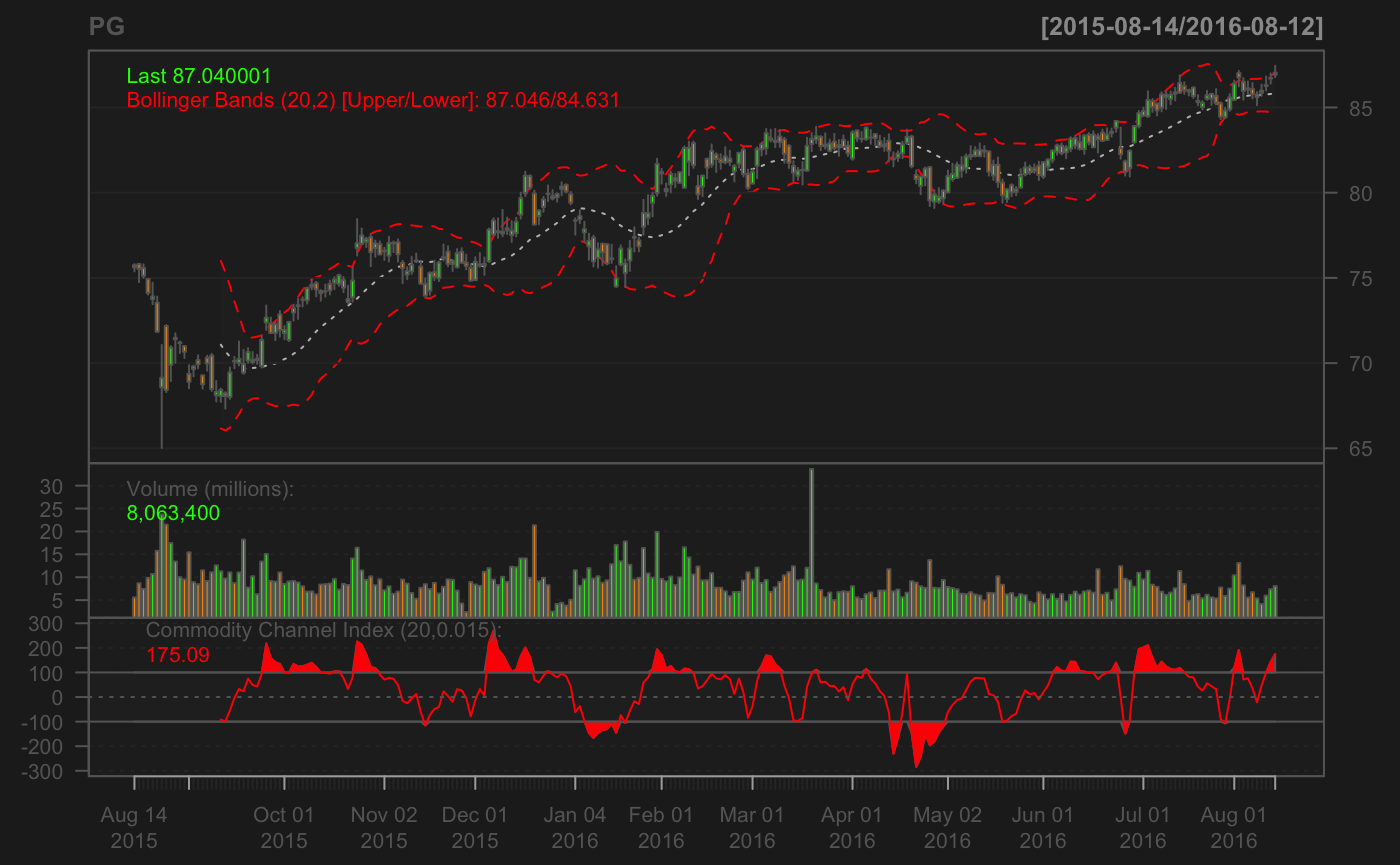 PG [2015-08-14/2016-08-12]
Last 87.040001
Bollinger Bands (20,2) [Upper/Lower]: 87.046/84.631
85
80
75
70
65
Volume (millions):
8,063,400
30
25
20
15
10
5
Commodity Channel Index (20,0.015):
175.09
300
200
100
0
-100
-200
-300
Aug 14 Oct 01 Nov 02 Dec 01 Jan 04 Feb 01 Mar 01 Apr 01 May 02 Jun 01 Jul 01 Aug 01
2015 2015 2015 2015 2016 2016 2016 2016 2016 2016 2016 2016